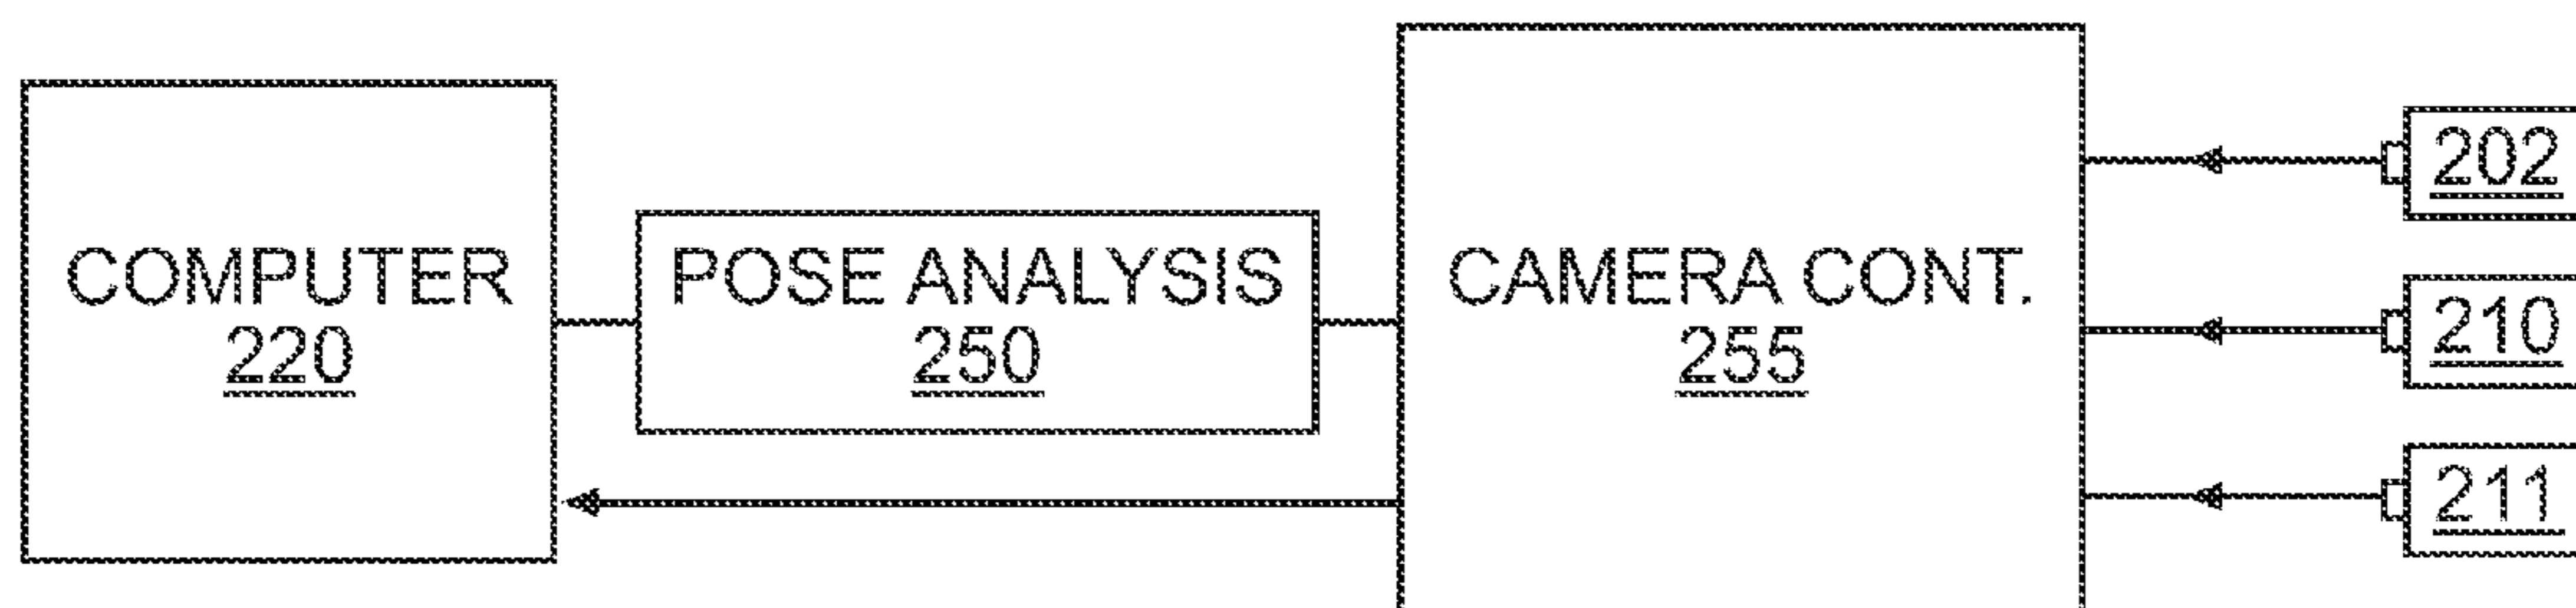 COMPUTER
220
POSE ANALYSIS
250
CAMERA CONT.
255
202
210
211